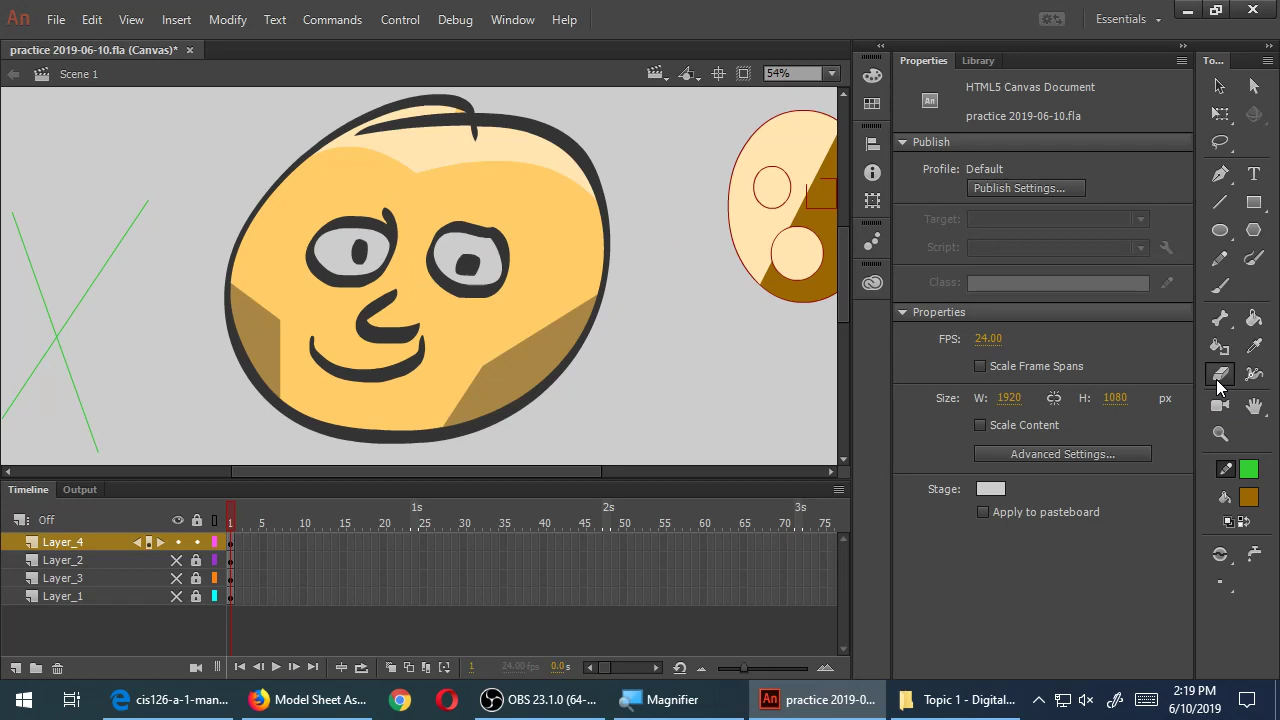 An File Edit View Insert Modify Text Commands Control Debug Window Help Essentials
practice 2019-06-10.fla (Canvas)* ×
Scene 1 54%
Properties Library To...
HTML5 Canvas Document
An practice 2019-06-10.fla
Publish
Profile: Default
Publish Settings...
Target:
Script:
Class:
Properties
FPS: 24.00
Scale Frame Spans
Size: W: 1920 H: 1080 px
Scale Content
Advanced Settings...
Stage:
Apply to pasteboard
Timeline Output
1s 2s 3s
Off 1 5 10 15 20 25 30 35 40 45 50 55 60 65 70 75
Layer_4
Layer_2
Layer_3
Layer_1
1 24.00 fps 0.0 s
cis126-a-1-man... Model Sheet Ass... OBS 23.1.0 (64-... Magnifier An practice 2019-0... Topic 1 - Digital...
2:19 PM
6/10/2019